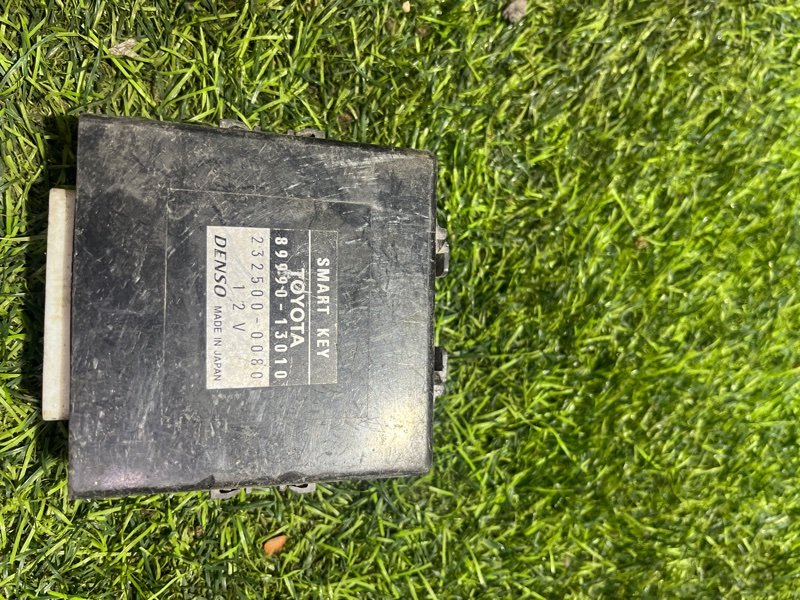 SMART KEY
TOYOTA
89990-13010
232500-0080
12V
DENSO MADE IN JAPAN